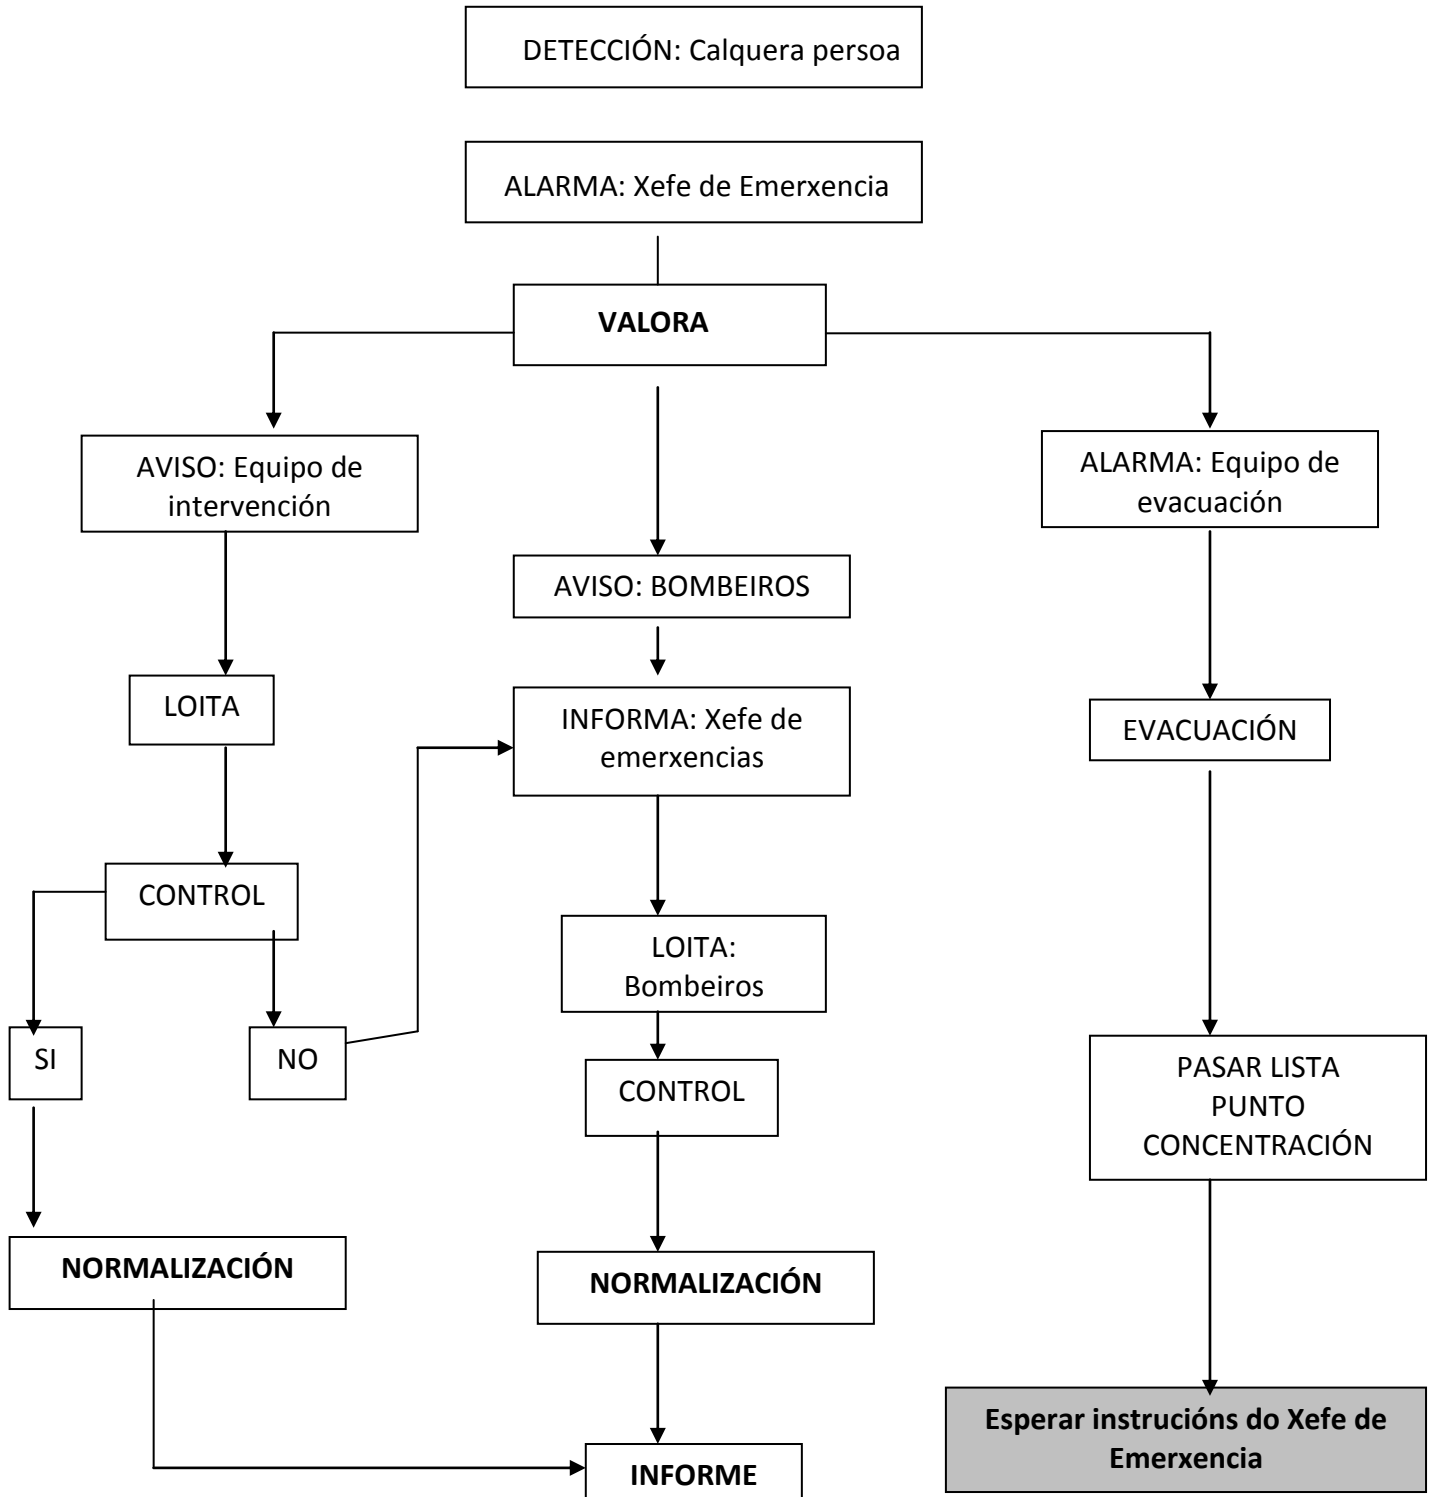 DETECCIÓN: Calquera persoa
ALARMA: Xefe de Emerxencia
VALORA
AVISO: Equipo de
intervención
ALARMA: Equipo de
evacuación
AVISO: BOMBEIROS
LOITA
INFORMA: Xefe de
emerxencias
EVACUACIÓN
CONTROL
LOITA:
Bombeiros
SI
NO
CONTROL
PASAR LISTA
PUNTO
CONCENTRACIÓN
NORMALIZACIÓN
NORMALIZACIÓN
Esperar instrucións do Xefe de
Emerxencia
INFORME